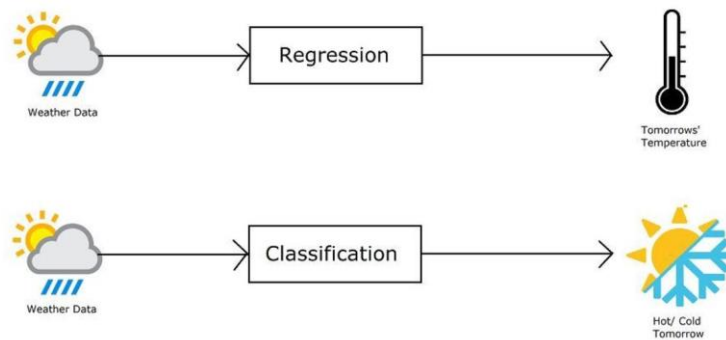 Regression
Weather Data
Tomorrows'
Temperature
Classification
Weather Data
Hot/ Cold
Tomorrow